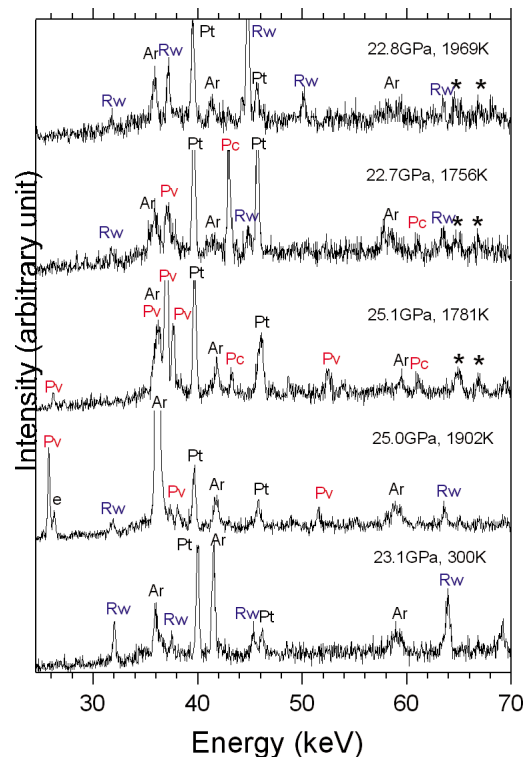 Pt Rw
Ar Rw 22.8GPa, 1969K
Ar Pt Ar
Rw Rw Rw * *
Pt Pc Pt 22.7GPa, 1756K
Ar Pv
Rw Ar Rw Ar Pc Rw * *
Pv Pt
Ar 25.1GPa, 1781K
Pv Pv Pt
Pv Ar Pc Pv Ar Pc * *
Ar
Pv 25.0GPa, 1902K
e Pt
Rw Pv Ar Pt Pv Ar Rw
Pt Ar 23.1GPa, 300K
Rw Ar Rw Rw Pt Ar Rw
30 40 50 60 70
Energy (keV)
Intensity (arbitrary unit)